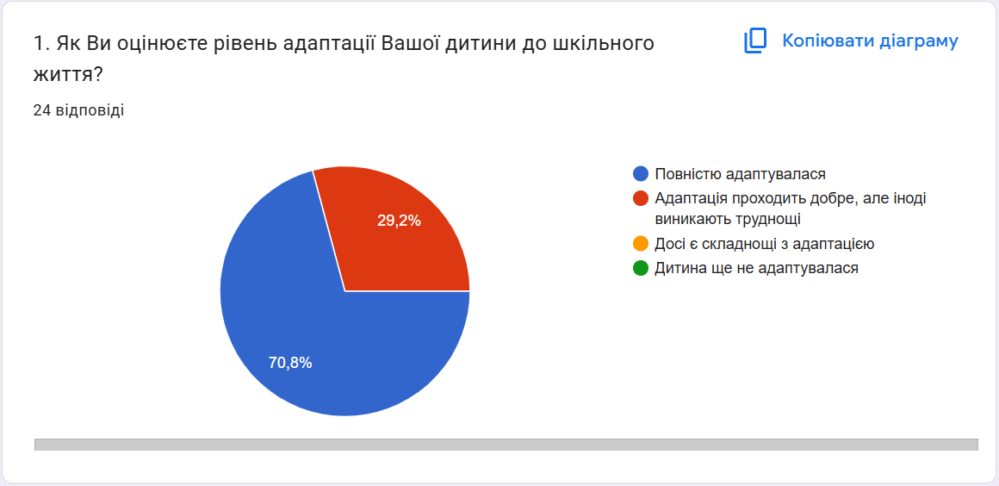 1. Як Ви оцінюєте рівень адаптації Вашої дитини до шкільного
життя?
Копіювати діаграму
24 відповіді
29,2%
70,8%
Повністю адаптувалася
Адаптація проходить добре, але іноді
виникають труднощі
Досі є складнощі з адаптацією
Дитина ще не адаптувалася